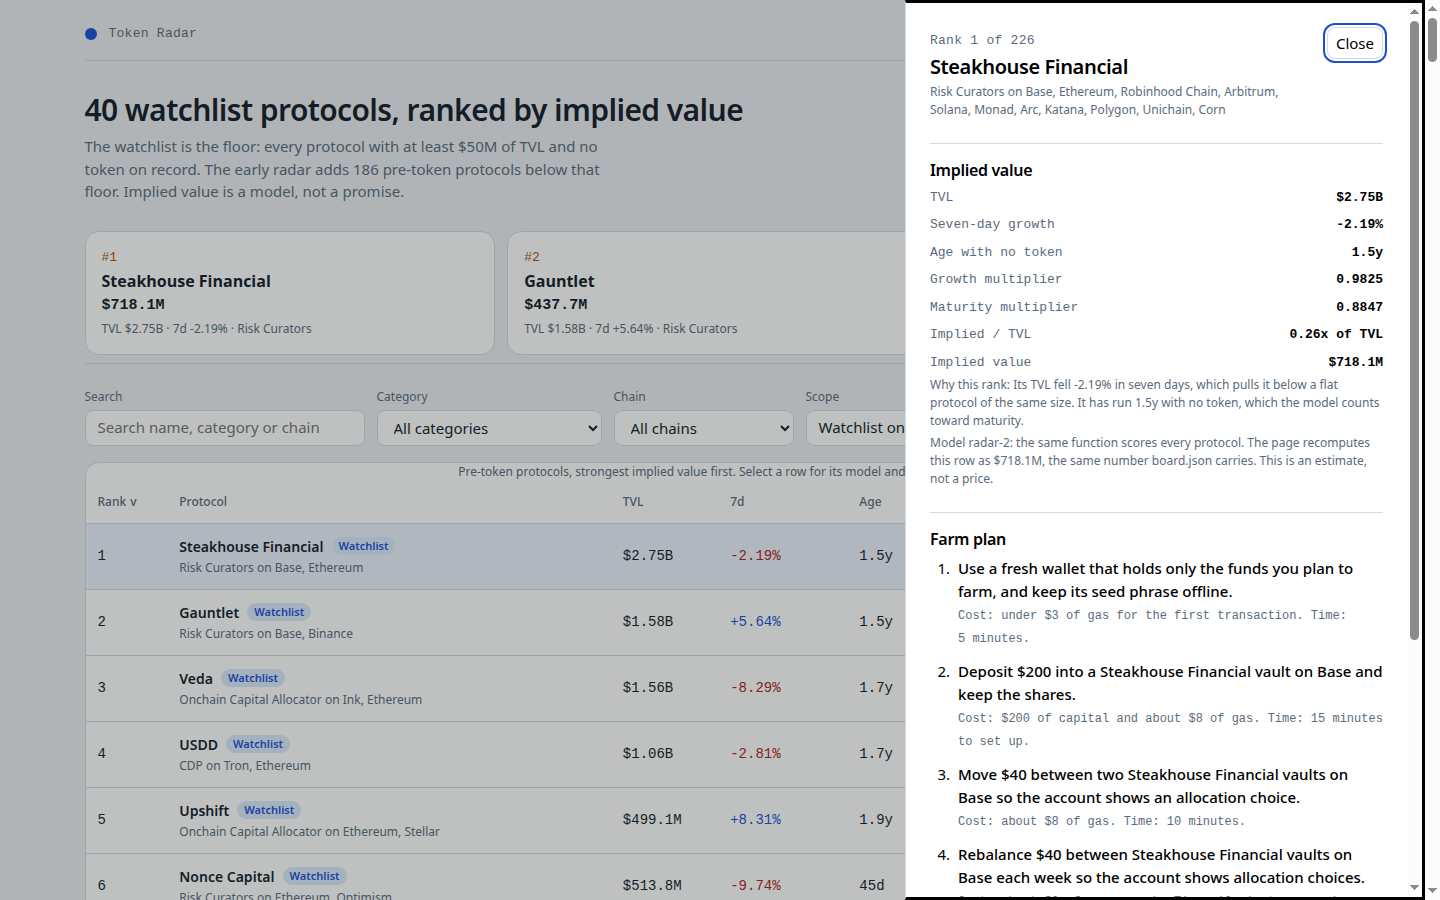 Token Radar
40 watchlist protocols, ranked by implied value
The watchlist is the floor: every protocol with at least $50M of TVL and no
token on record. The early radar adds 186 pre-token protocols below that
floor. Implied value is a model, not a promise.
#1
Steakhouse Financial
$718.1M
TVL $2.75B · 7d -2.19% · Risk Curators
#2
Gauntlet
$437.7M
TVL $1.58B · 7d +5.64% · Risk Curators
Search
Category
Chain
Scope
Search name, category or chain
All categories
All chains
Watchlist on
Pre-token protocols, strongest implied value first. Select a row for its model and
Rank v
Protocol
TVL
7d
Age
1
Steakhouse Financial Watchlist
Risk Curators on Base, Ethereum
$2.75B
-2.19%
1.5y
2
Gauntlet Watchlist
Risk Curators on Base, Binance
$1.58B
+5.64%
1.5y
3
Veda Watchlist
Onchain Capital Allocator on Ink, Ethereum
$1.56B
-8.29%
1.7y
4
USDD Watchlist
CDP on Tron, Ethereum
$1.06B
-2.81%
1.7y
5
Upshift Watchlist
Onchain Capital Allocator on Ethereum, Stellar
$499.1M
+8.31%
1.9y
6
Nonce Capital Watchlist
Risk Curators on Ethereum, Optimism
$513.8M
-9.74%
45d
Rank 1 of 226
Close
Steakhouse Financial
Risk Curators on Base, Ethereum, Robinhood Chain, Arbitrum,
Solana, Monad, Arc, Katana, Polygon, Unichain, Corn
Implied value
TVL $2.75B
Seven-day growth -2.19%
Age with no token 1.5y
Growth multiplier 0.9825
Maturity multiplier 0.8847
Implied / TVL 0.26x of TVL
Implied value $718.1M
Why this rank: Its TVL fell -2.19% in seven days, which pulls it below a flat
protocol of the same size. It has run 1.5y with no token, which the model counts
toward maturity.
Model radar-2: the same function scores every protocol. The page recomputes
this row as $718.1M, the same number board.json carries. This is an estimate,
not a price.
Farm plan
1. Use a fresh wallet that holds only the funds you plan to
farm, and keep its seed phrase offline.
Cost: under $3 of gas for the first transaction. Time:
5 minutes.
2. Deposit $200 into a Steakhouse Financial vault on Base and
keep the shares.
Cost: $200 of capital and about $8 of gas. Time: 15 minutes
to set up.
3. Move $40 between two Steakhouse Financial vaults on
Base so the account shows an allocation choice.
Cost: about $8 of gas. Time: 10 minutes.
4. Rebalance $40 between Steakhouse Financial vaults on
Base each week so the account shows allocation choices.